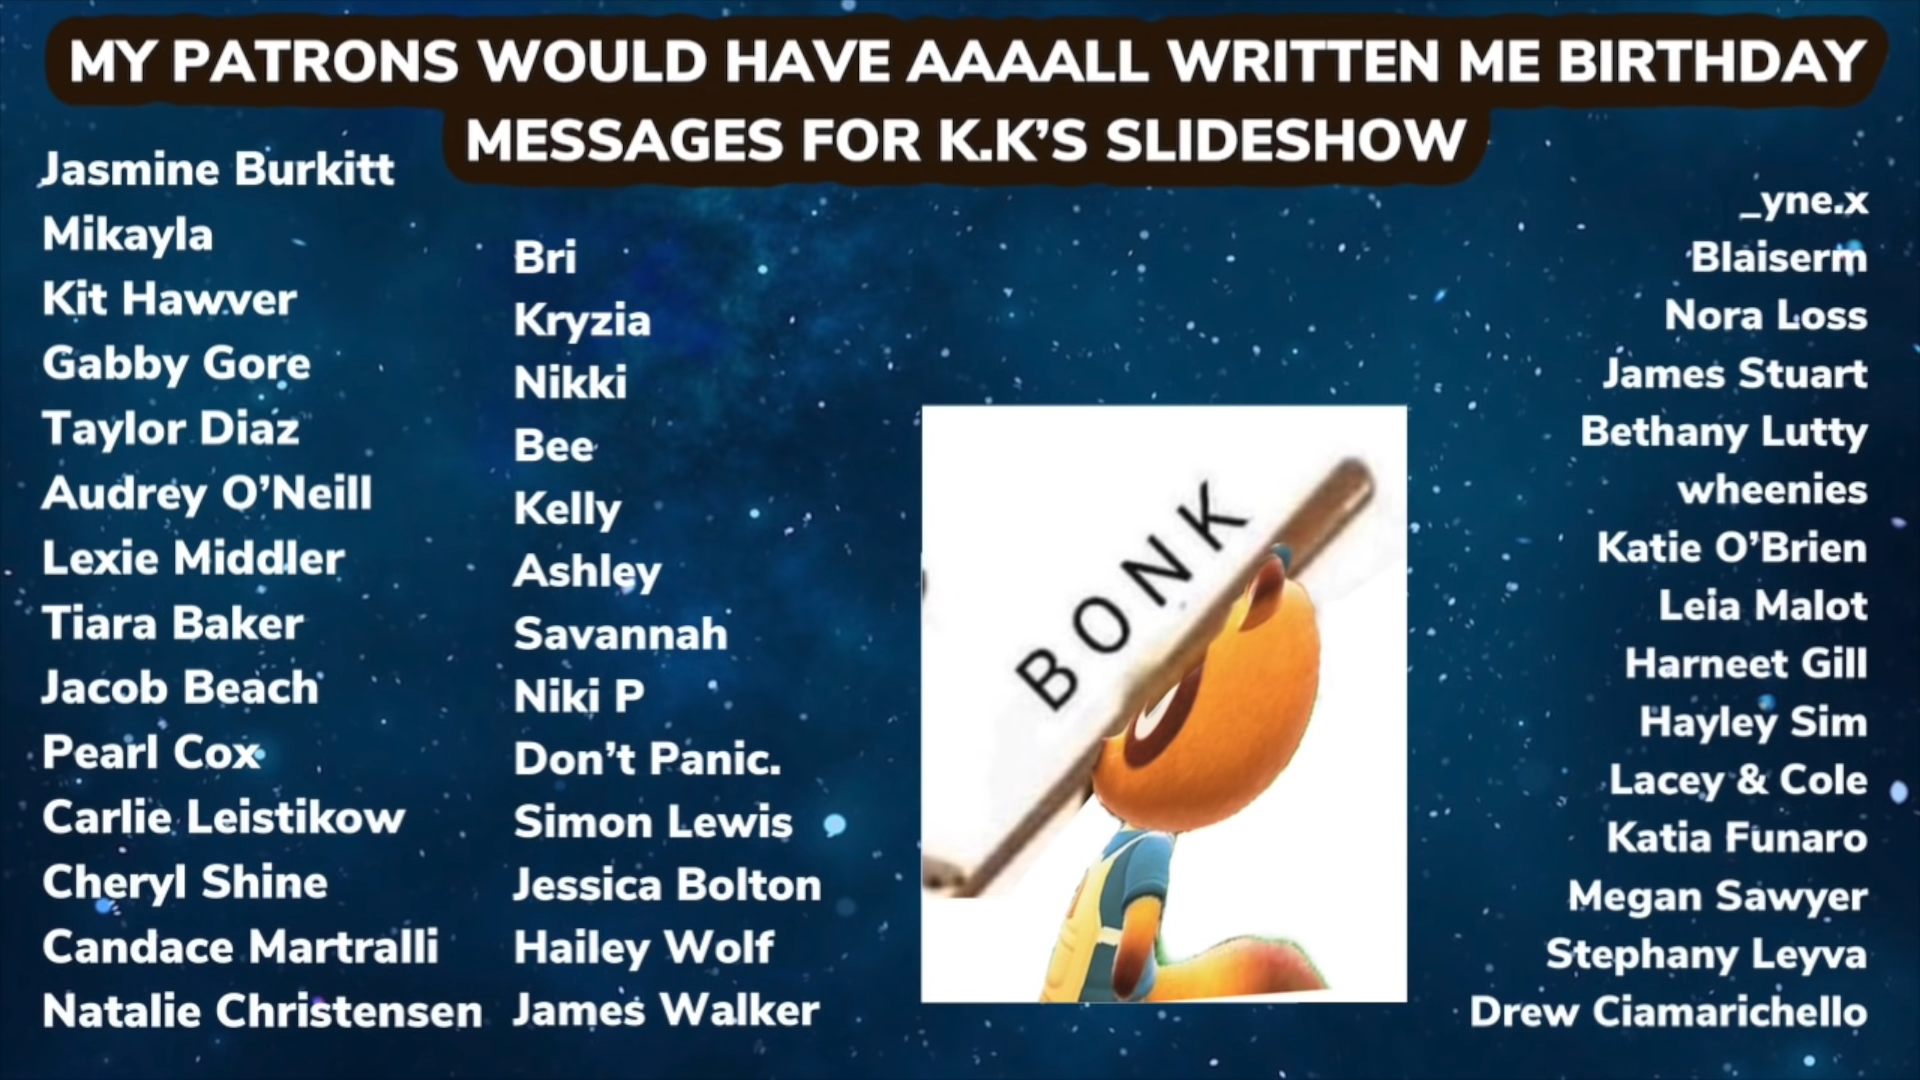 MY PATRONS WOULD HAVE AAAALL WRITTEN ME BIRTHDAY
MESSAGES FOR K.K’S SLIDESHOW
Jasmine Burkitt
Mikayla
Kit Hawver
Gabby Gore
Taylor Diaz
Audrey O’Neill
Lexie Middler
Tiara Baker
Jacob Beach
Pearl Cox
Carlie Leistikow
Cheryl Shine
Candace Martralli
Natalie Christensen
Bri
Kryzia
Nikki
Bee
Kelly
Ashley
Savannah
Niki P
Don’t Panic.
Simon Lewis
Jessica Bolton
Hailey Wolf
James Walker
BONK
_yne.x
Blaiserm
Nora Loss
James Stuart
Bethany Lutty
wheenies
Katie O’Brien
Leia Malot
Harneet Gill
Hayley Sim
Lacey & Cole
Katia Funaro
Megan Sawyer
Stephany Leyva
Drew Ciamarichello